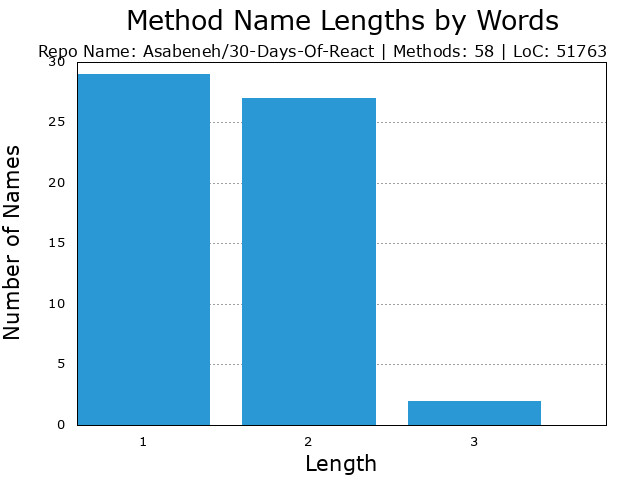 Method Name Lengths by Words
Repo Name: Asabeneh/30-Days-Of-React | Methods: 58 | LoC: 51763
30
25
20
15
10
5
0
Number of Names
1 2 3
Length